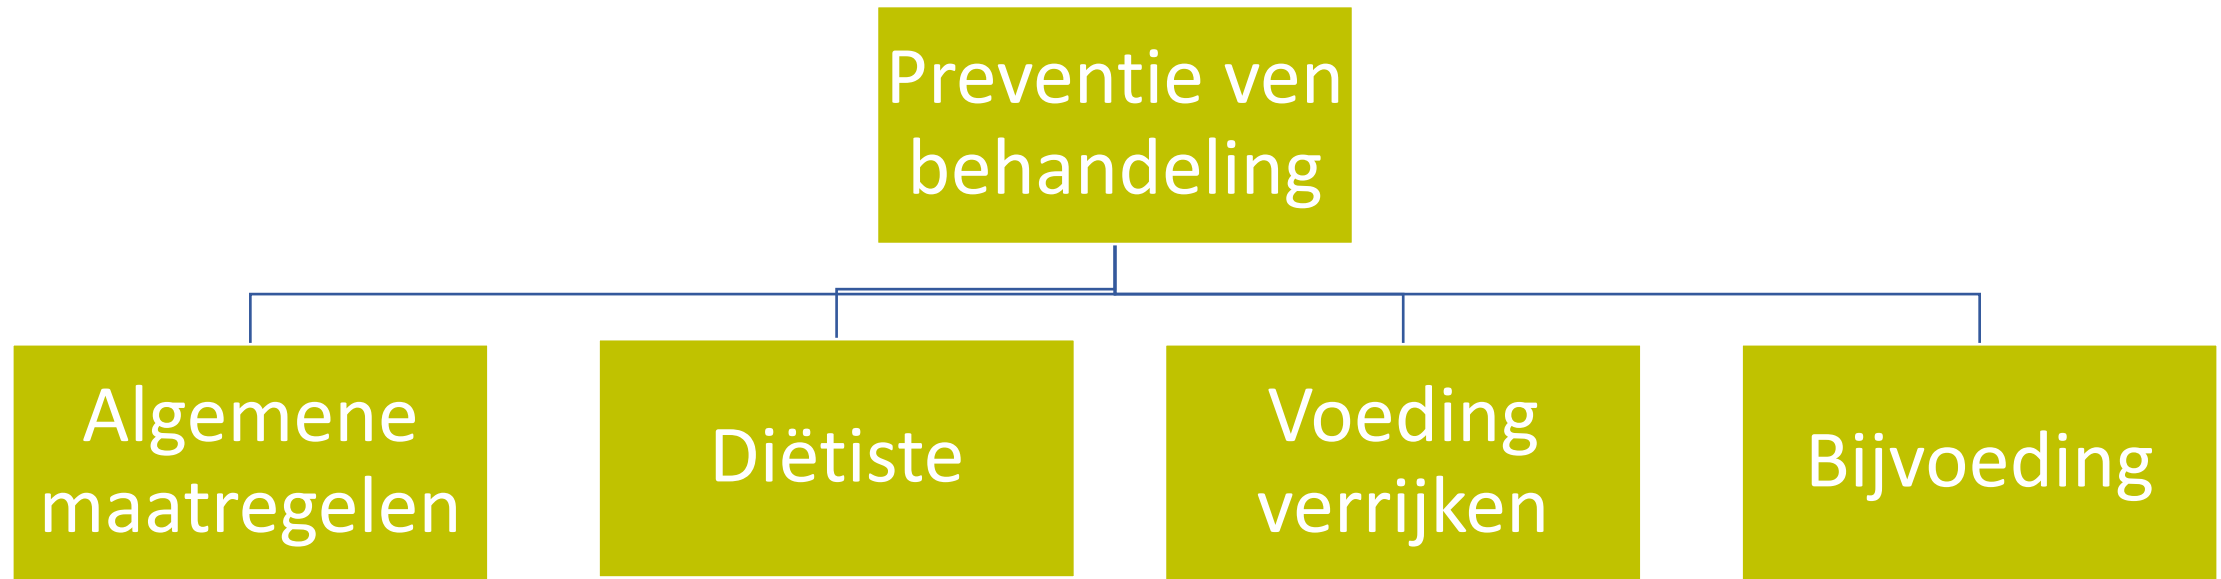 Preventie ven
behandeling
Algemene
maatregelen
Diëtiste
Voeding
verrijken
Bijvoeding